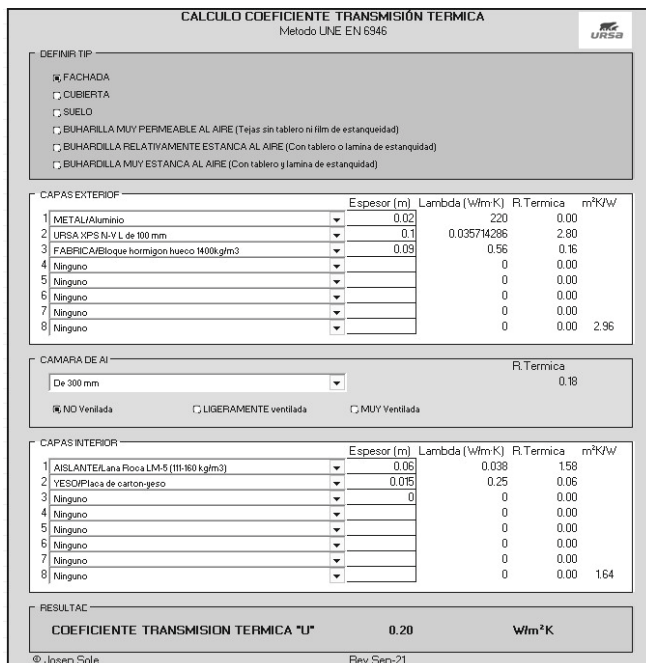 CALCULO COEFICIENTE TRANSMISIÓN TERMICA
Metodo UNE EN 6946
URSA
DEFINIR TIP
FACHADA
CUBIERTA
SUELO
BUHARILLA MUY PERMEABLE AL AIRE (Tejas sin tablero ni film de estanqueidad)
BUHARDILLA RELATIVAMENTE ESTANCA AL AIRE (Con tablero o lamina de estanquidad)
BUHARDILLA MUY ESTANCA AL AIRE (Con tablero y lamina de estanquidad)
CAPAS EXTERIOF
Espesor (m) Lambda (W/m·K) R.Termica m²K/W
1 METAL/Aluminio 0.02 220 0.00
2 URSA XPS N-V L de 100 mm 0.1 0.035714286 2.80
3 FABRICA/Bloque hormigon hueco 1400kg/m3 0.09 0.56 0.16
4 Ninguno 0 0.00
5 Ninguno 0 0.00
6 Ninguno 0 0.00
7 Ninguno 0 0.00
8 Ninguno 0 0.00 2.96
CAMARA DE AI
R.Termica
De 300 mm 0.18
NO Venilada LIGERAMENTE ventilada MUY Ventilada
CAPAS INTERIOR
Espesor (m) Lambda (W/m·K) R.Termica m²K/W
1 AISLANTE/Lana Roca LM-5 (111-160 kg/m3) 0.06 0.038 1.58
2 YESO/Placa de carton-yeso 0.015 0.25 0.06
3 Ninguno 0 0 0.00
4 Ninguno 0 0.00
5 Ninguno 0 0.00
6 Ninguno 0 0.00
7 Ninguno 0 0.00
8 Ninguno 0 0.00 1.64
RESULTAC
COEFICIENTE TRANSMISION TERMICA "U" 0.20 W/m²K
© Josep Sole Rev Sep-21